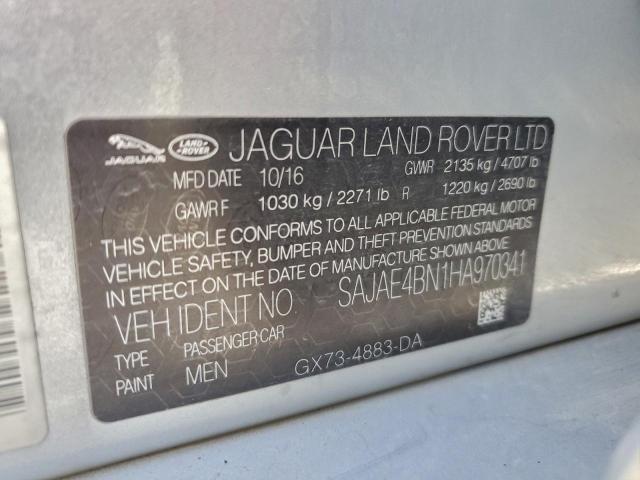 JAGUAR LAND-ROVER JAGUAR LAND ROVER LTD
MFD DATE 10/16 GVWR 2135 kg / 4707 lb
GAWR F 1030 kg / 2271 lb R 1220 kg / 2690 lb
THIS VEHICLE CONFORMS TO ALL APPLICABLE FEDERAL MOTOR
VEHICLE SAFETY, BUMPER AND THEFT PREVENTION STANDARDS
IN EFFECT ON THE DATE OF MANUFACTURE SHOWN ABOVE
VEH IDENT NO SAJAE4BN1HA970341
TYPE PASSENGER CAR
PAINT MEN GX73-4883-DA